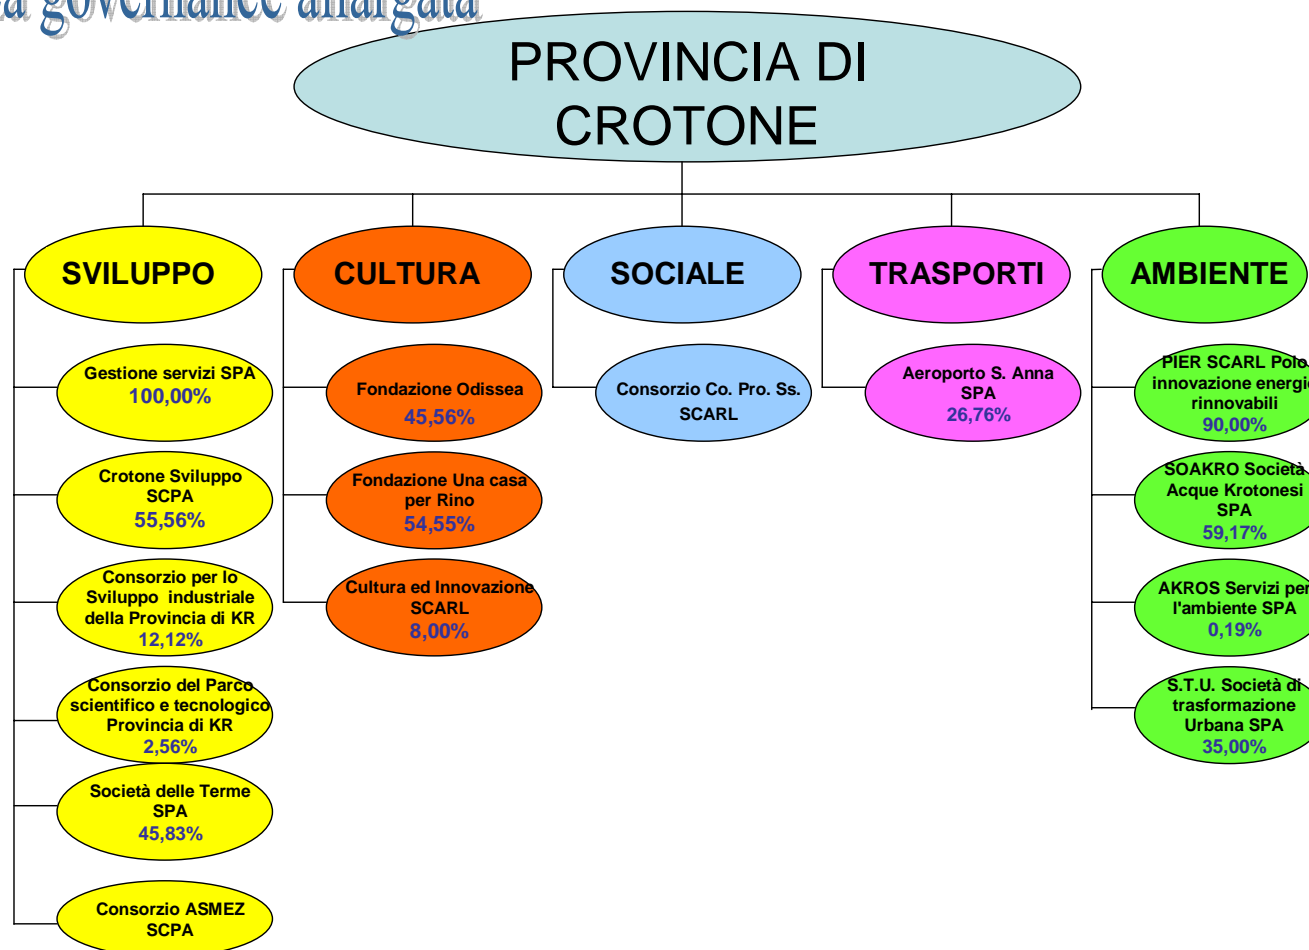 governance allargata
PROVINCIA DI
CROTONE
SVILUPPO
CULTURA
SOCIALE
TRASPORTI
AMBIENTE
Gestione servizi SPA
100,00%
Crotone Sviluppo
SCPA
55,56%
Consorzio per lo
Sviluppo industriale
della Provincia di KR
12,12%
Consorzio del Parco
scientifico e tecnologico
Provincia di KR
2,56%
Società delle Terme
SPA
45,83%
Consorzio ASMEZ
SCPA
Fondazione Odissea
45,56%
Fondazione Una casa
per Rino
54,55%
Cultura ed Innovazione
SCARL
8,00%
Consorzio Co. Pro. Ss.
SCARL
Aeroporto S. Anna
SPA
26,76%
PIER SCARL Polo
innovazione energie
rinnovabili
90,00%
SOAKRO Società
Acque Krotonesi
SPA
59,17%
AKROS Servizi per
l'ambiente SPA
0,19%
S.T.U. Società di
trasformazione
Urbana SPA
35,00%